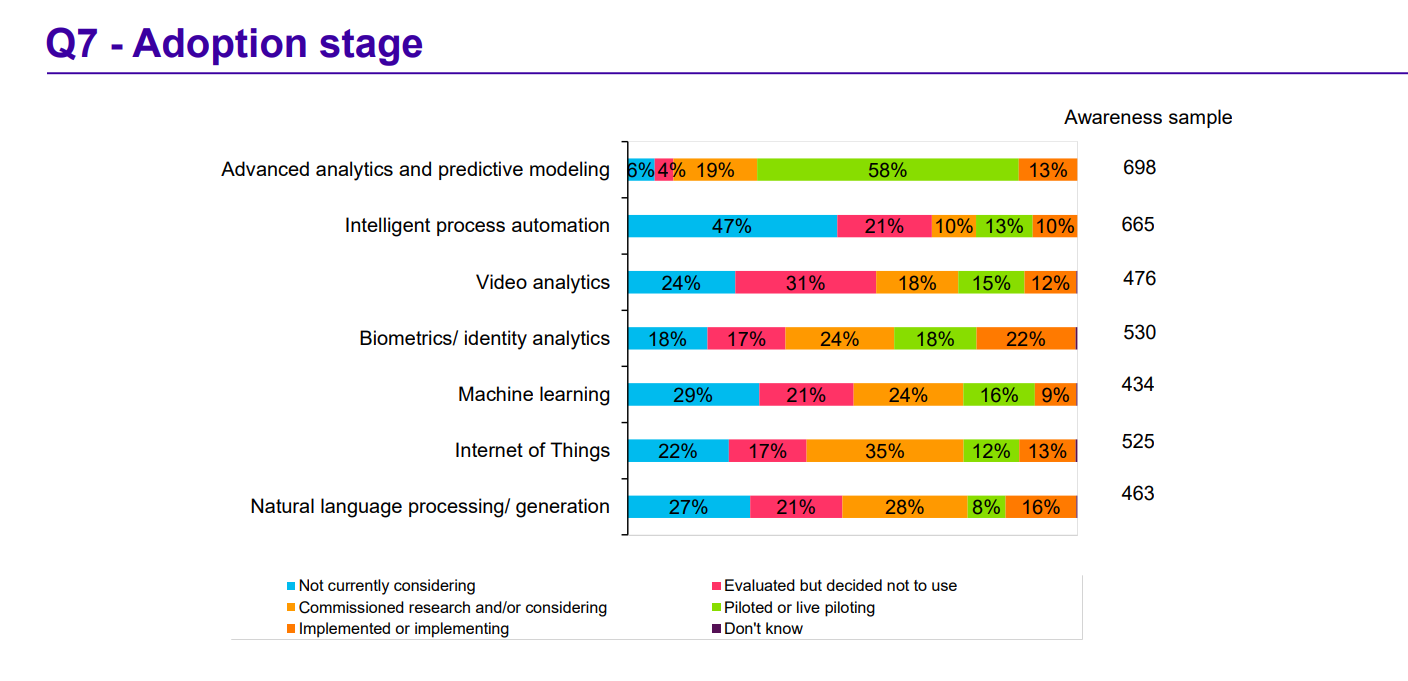 Q7 - Adoption stage
Awareness sample
Advanced analytics and predictive modeling 6% 4% 19% 58% 13% 698
Intelligent process automation 47% 21% 10% 13% 10% 665
Video analytics 24% 31% 18% 15% 12% 476
Biometrics/ identity analytics 18% 17% 24% 18% 22% 530
Machine learning 29% 21% 24% 16% 9% 434
Internet of Things 22% 17% 35% 12% 13% 525
Natural language processing/ generation 27% 21% 28% 8% 16% 463
Not currently considering Evaluated but decided not to use
Commissioned research and/or considering Piloted or live piloting
Implemented or implementing Don't know